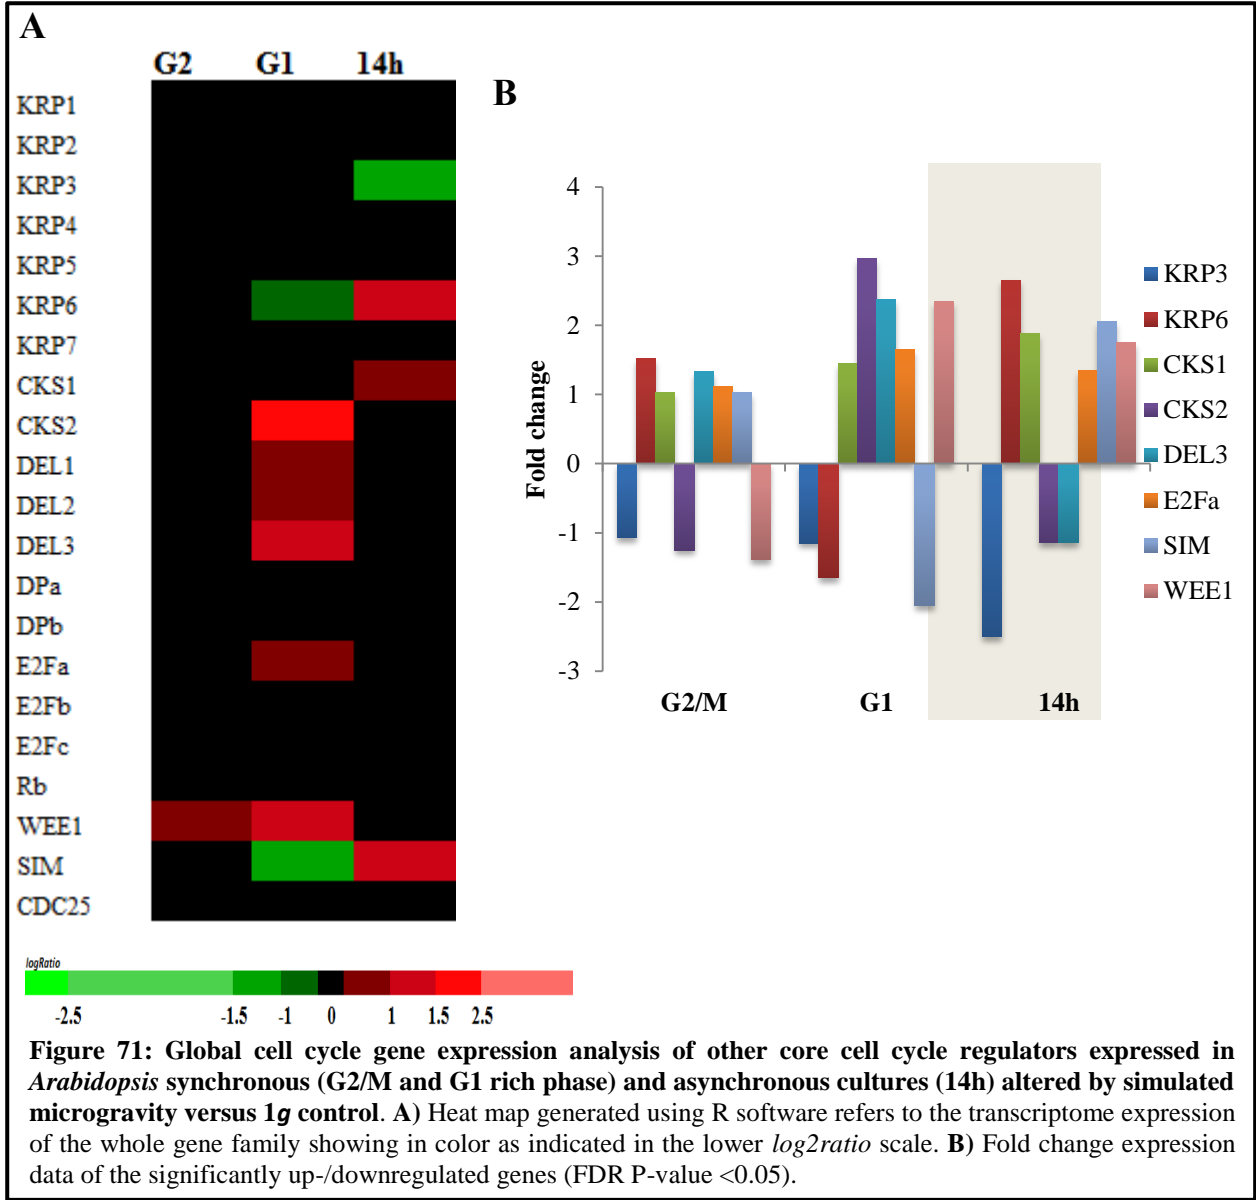 A
G2 G1 14h
KRP1
KRP2
KRP3
KRP4
KRP5
KRP6
KRP7
CKS1
CKS2
DEL1
DEL2
DEL3
DPa
DPb
E2Fa
E2Fb
E2Fc
Rb
WEE1
SIM
CDC25
logRatio
-2.5 -1.5 -1 0 1 1.5 2.5
B
Fold change
4
3
2
1
0
-1
-2
-3
G2/M G1 14h
KRP3
KRP6
CKS1
CKS2
DEL3
E2Fa
SIM
WEE1
Figure 71: Global cell cycle gene expression analysis of other core cell cycle regulators expressed in
Arabidopsis synchronous (G2/M and G1 rich phase) and asynchronous cultures (14h) altered by simulated
microgravity versus 1g control. A) Heat map generated using R software refers to the transcriptome expression
of the whole gene family showing in color as indicated in the lower log2ratio scale. B) Fold change expression
data of the significantly up-/downregulated genes (FDR P-value <0.05).